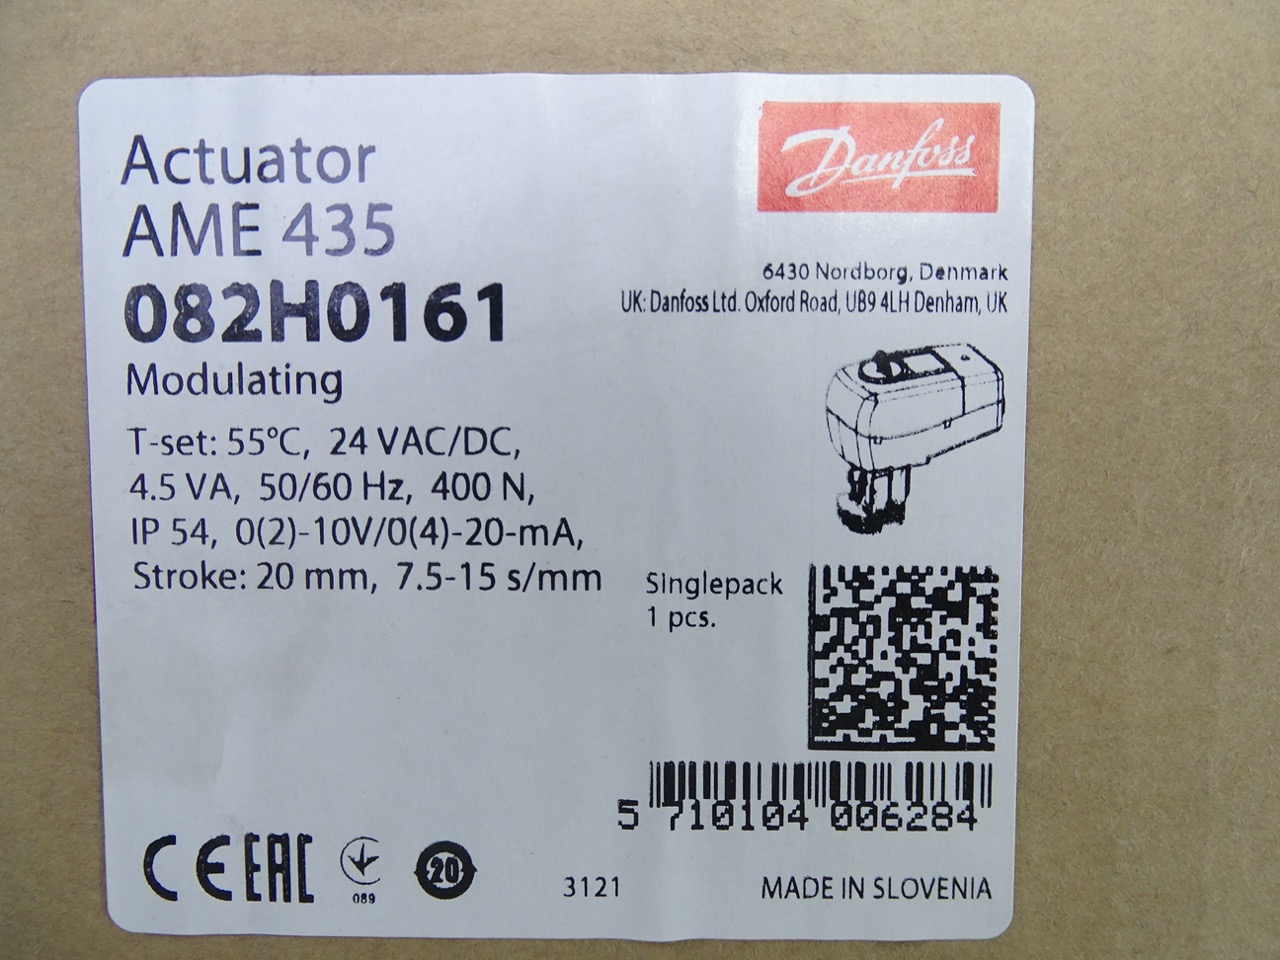 Actuator
AME 435
082H0161
Modulating
T-set: 55°C, 24 VAC/DC,
4.5 VA, 50/60 Hz, 400 N,
IP 54, 0(2)-10V/0(4)-20-mA,
Stroke: 20 mm, 7.5-15 s/mm
Danfoss
6430 Nordborg, Denmark
UK: Danfoss Ltd. Oxford Road, UB9 4LH Denham, UK
Singlepack
1 pcs.
5 710104 006284
CE EAC
089
20
3121
MADE IN SLOVENIA